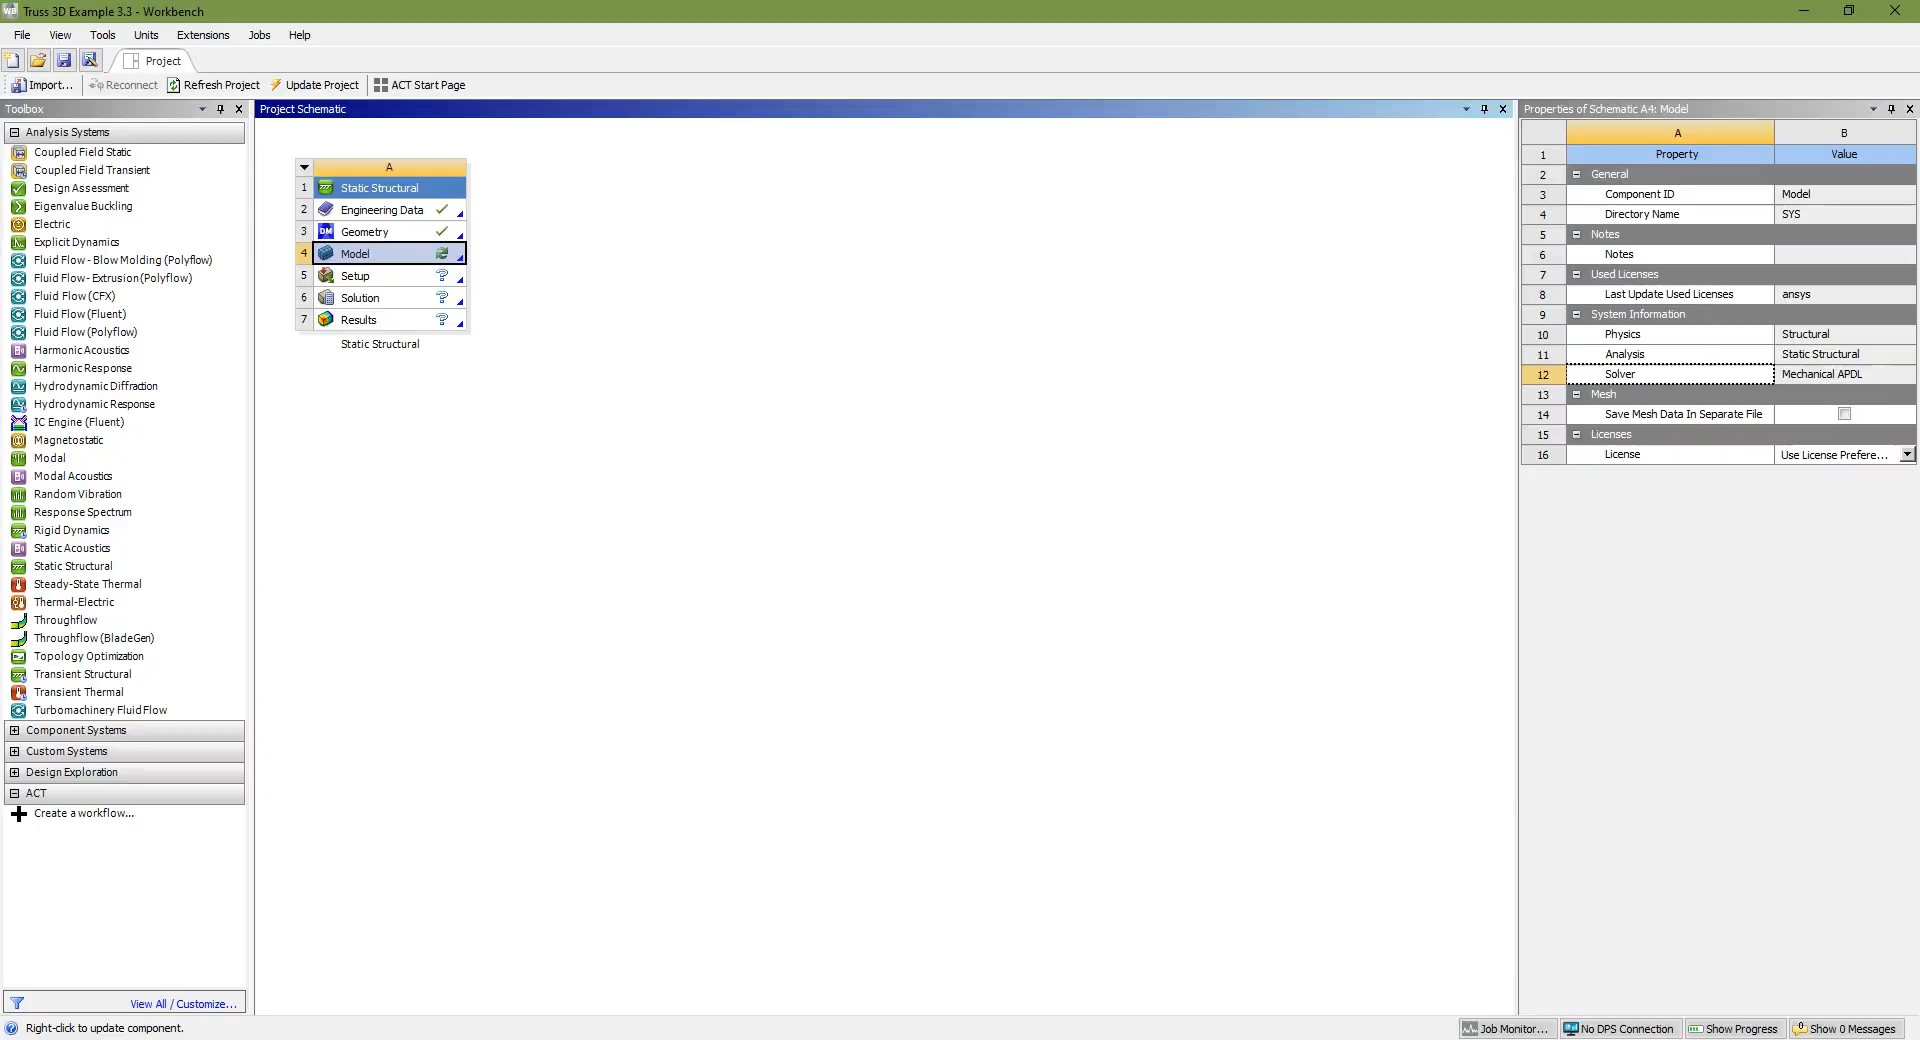 Truss 3D Example 3.3 - Workbench
File View Tools Units Extensions Jobs Help
Project
Import... Reconnect Refresh Project Update Project ACT Start Page
Toolbox
Analysis Systems
Coupled Field Static
Coupled Field Transient
Design Assessment
Eigenvalue Buckling
Electric
Explicit Dynamics
Fluid Flow - Blow Molding (Polyflow)
Fluid Flow - Extrusion (Polyflow)
Fluid Flow (CFX)
Fluid Flow (Fluent)
Fluid Flow (Polyflow)
Harmonic Acoustics
Harmonic Response
Hydrodynamic Diffraction
Hydrodynamic Response
IC Engine (Fluent)
Magnetostatic
Modal
Modal Acoustics
Random Vibration
Response Spectrum
Rigid Dynamics
Static Acoustics
Static Structural
Steady-State Thermal
Thermal-Electric
Throughflow
Throughflow (BladeGen)
Topology Optimization
Transient Structural
Transient Thermal
Turbomachinery Fluid Flow
Component Systems
Custom Systems
Design Exploration
ACT
Create a workflow...
View All / Customize...
Project Schematic
A
1 Static Structural
2 Engineering Data
3 DM Geometry
4 Model
5 Setup ?
6 Solution ?
7 Results ?
Static Structural
Properties of Schematic A4: Model
A B
1 Property Value
2 General
3 Component ID Model
4 Directory Name SYS
5 Notes
6 Notes
7 Used Licenses
8 Last Update Used Licenses ansys
9 System Information
10 Physics Structural
11 Analysis Static Structural
12 Solver Mechanical APDL
13 Mesh
14 Save Mesh Data In Separate File
15 Licenses
16 License Use License Prefere...
Right-click to update component.
Job Monitor... No DPS Connection Show Progress Show 0 Messages